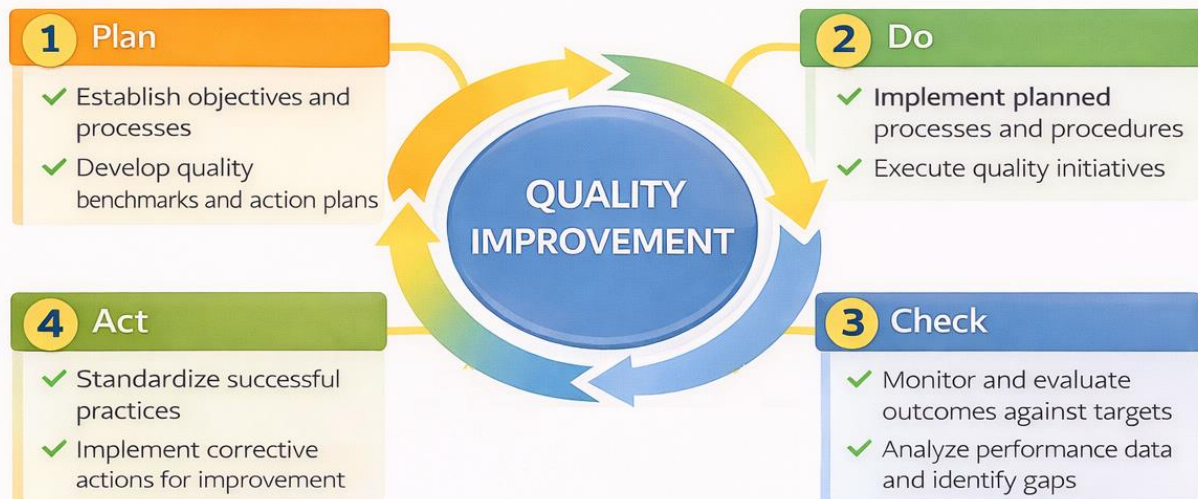 1 Plan
Establish objectives and
processes
Develop quality
benchmarks and action plans
2 Do
Implement planned
processes and procedures
Execute quality initiatives
QUALITY
IMPROVEMENT
3 Check
Monitor and evaluate
outcomes against targets
Analyze performance data
and identify gaps
4 Act
Standardize successful
practices
Implement corrective
actions for improvement